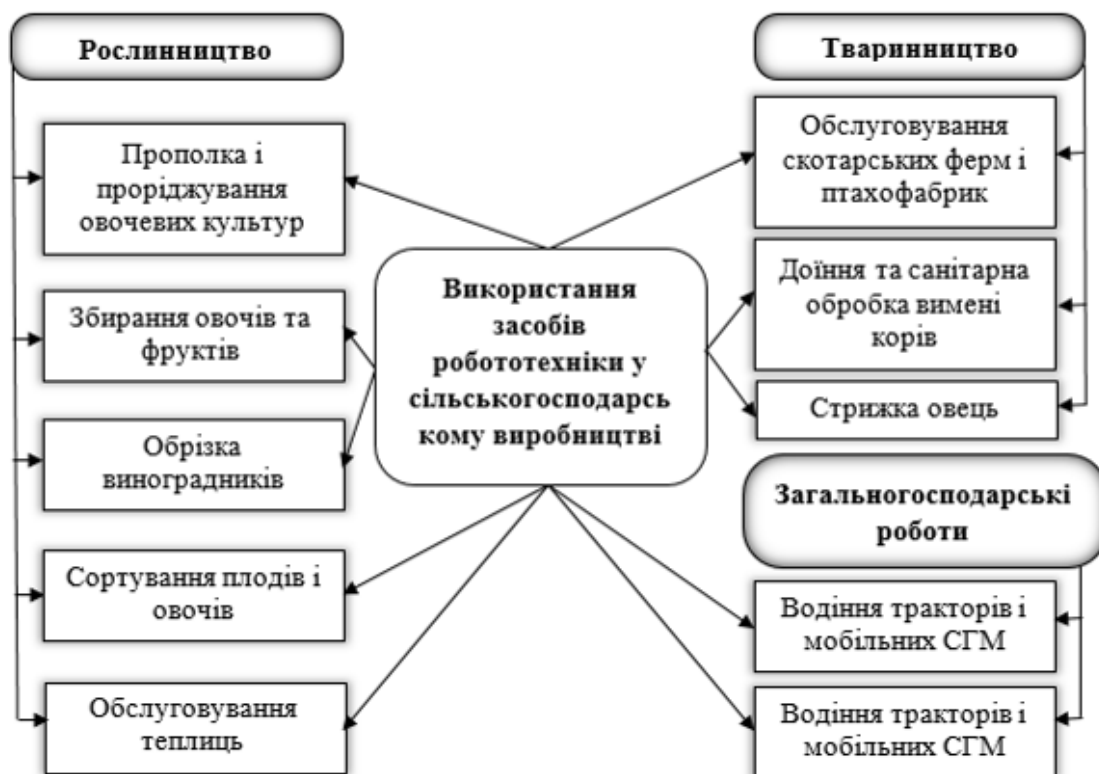 Рослинництво
Прополка і
проріджування
овочевих культур
Збирання овочів та
фруктів
Обрізка
виноградників
Сортування плодів і
овочів
Обслуговування
теплиць
Використання
засобів
робототехніки у
сільськогосподарсь
кому виробництві
Тваринництво
Обслуговування
скотарських ферм і
птахофабрик
Доїння та санітарна
обробка вимені
корів
Стрижка овець
Загальногосподарські
роботи
Водіння тракторів і
мобільних СГМ
Водіння тракторів і
мобільних СГМ